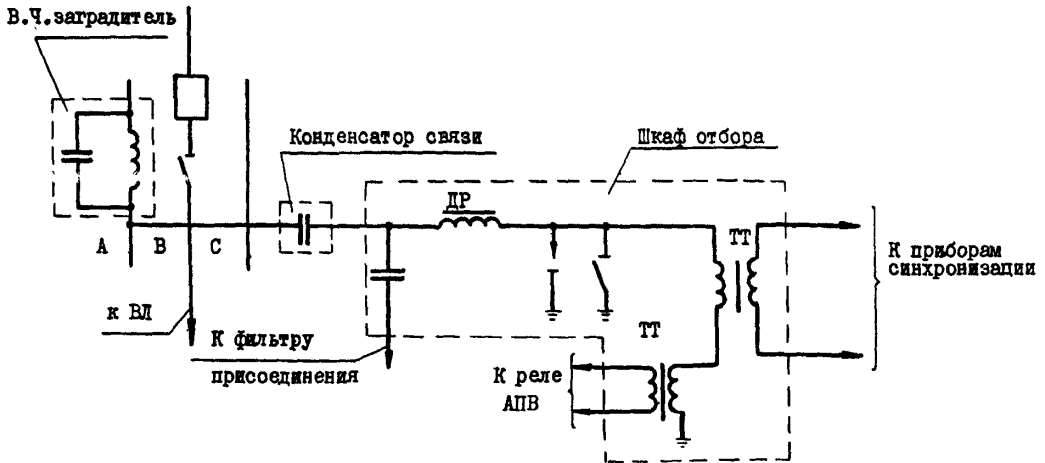 В.Ч.заградитель
Конденсатор связи
Шкаф отбора
ДР
А В С
ТТ
К приборам
синхронизации
к ВЛ
К фильтру
присоединения
ТТ
К реле
АПВ